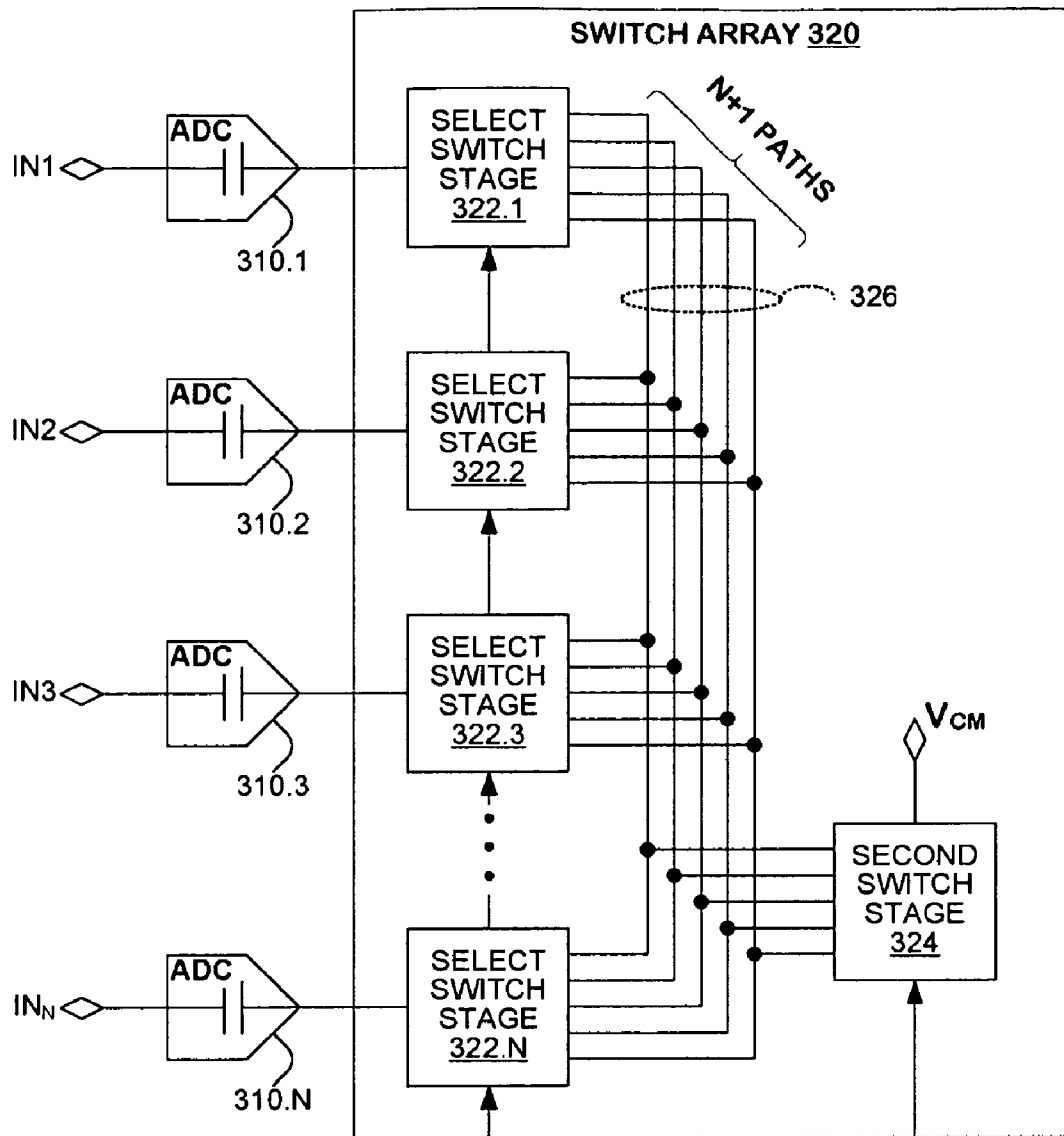 SWITCH ARRAY 320
N+1 PATHS
ADC
SELECT
SWITCH
STAGE
322.1
IN1
310.1
326
ADC
SELECT
SWITCH
STAGE
322.2
IN2
310.2
ADC
SELECT
SWITCH
STAGE
322.3
IN3
310.3
VCM
SECOND
SWITCH
STAGE
324
ADC
SELECT
SWITCH
STAGE
322.N
INN
310.N